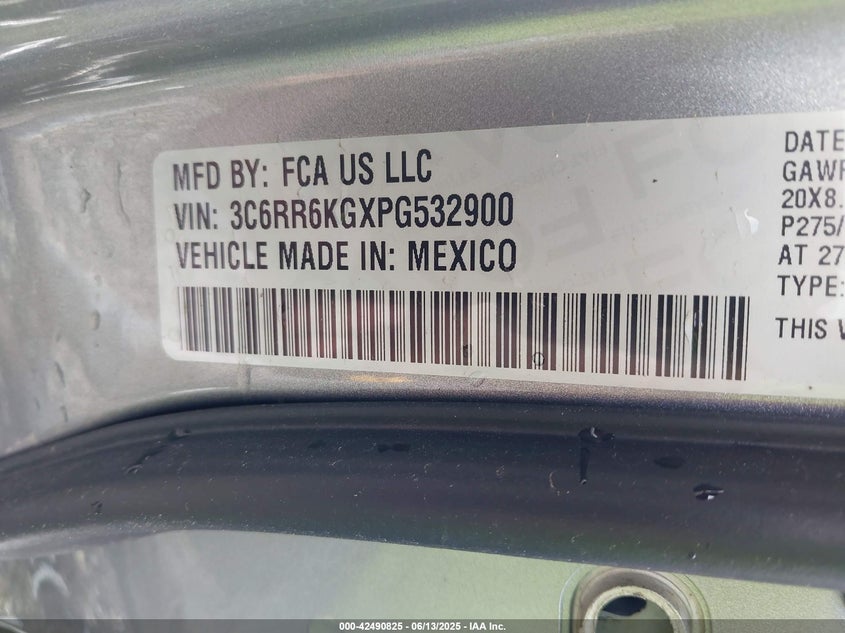 MFD BY: FCA US LLC
VIN: 3C6RR6KGXPG532900
VEHICLE MADE IN: MEXICO
DATE
GAWR
20X8.
P275/
AT 27
TYPE:
THIS V
000-42490825 - 06/13/2025 - IAA Inc.